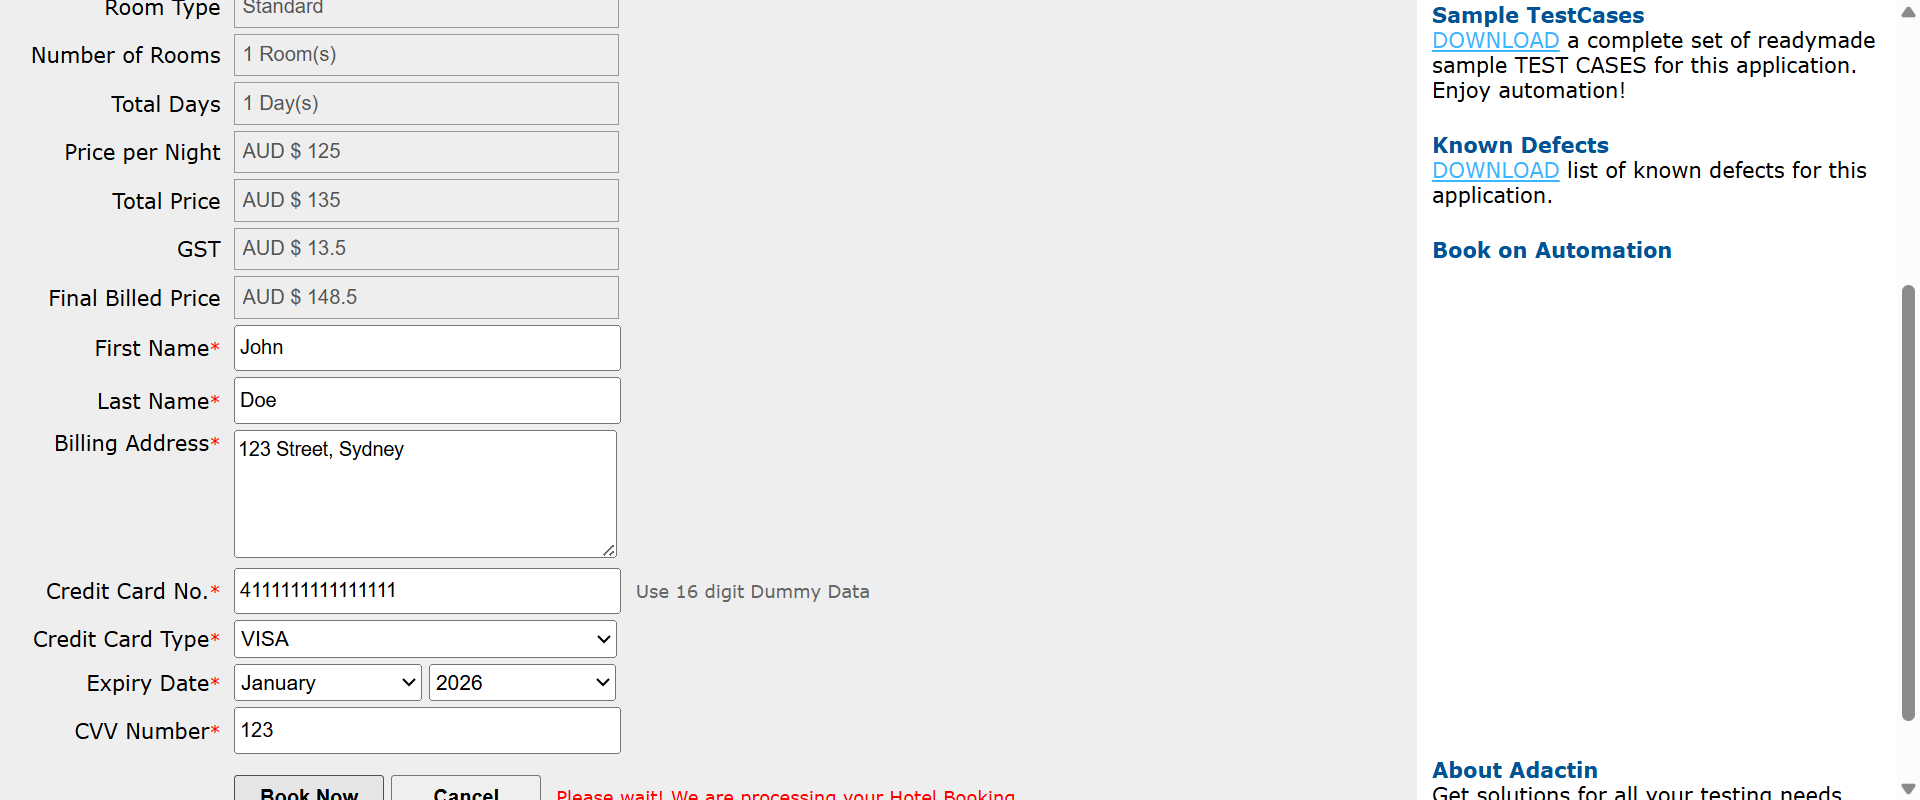 Room Type Standard
Number of Rooms 1 Room(s)
Total Days 1 Day(s)
Price per Night AUD $ 125
Total Price AUD $ 135
GST AUD $ 13.5
Final Billed Price AUD $ 148.5
First Name* John
Last Name* Doe
Billing Address* 123 Street, Sydney
Credit Card No.* 4111111111111111 Use 16 digit Dummy Data
Credit Card Type* VISA
Expiry Date* January 2026
CVV Number* 123
Book Now Cancel Please wait! We are processing your Hotel Booking
Sample TestCases
DOWNLOAD a complete set of readymade
sample TEST CASES for this application.
Enjoy automation!
Known Defects
DOWNLOAD list of known defects for this
application.
Book on Automation
About Adactin
Get solutions for all your testing needs